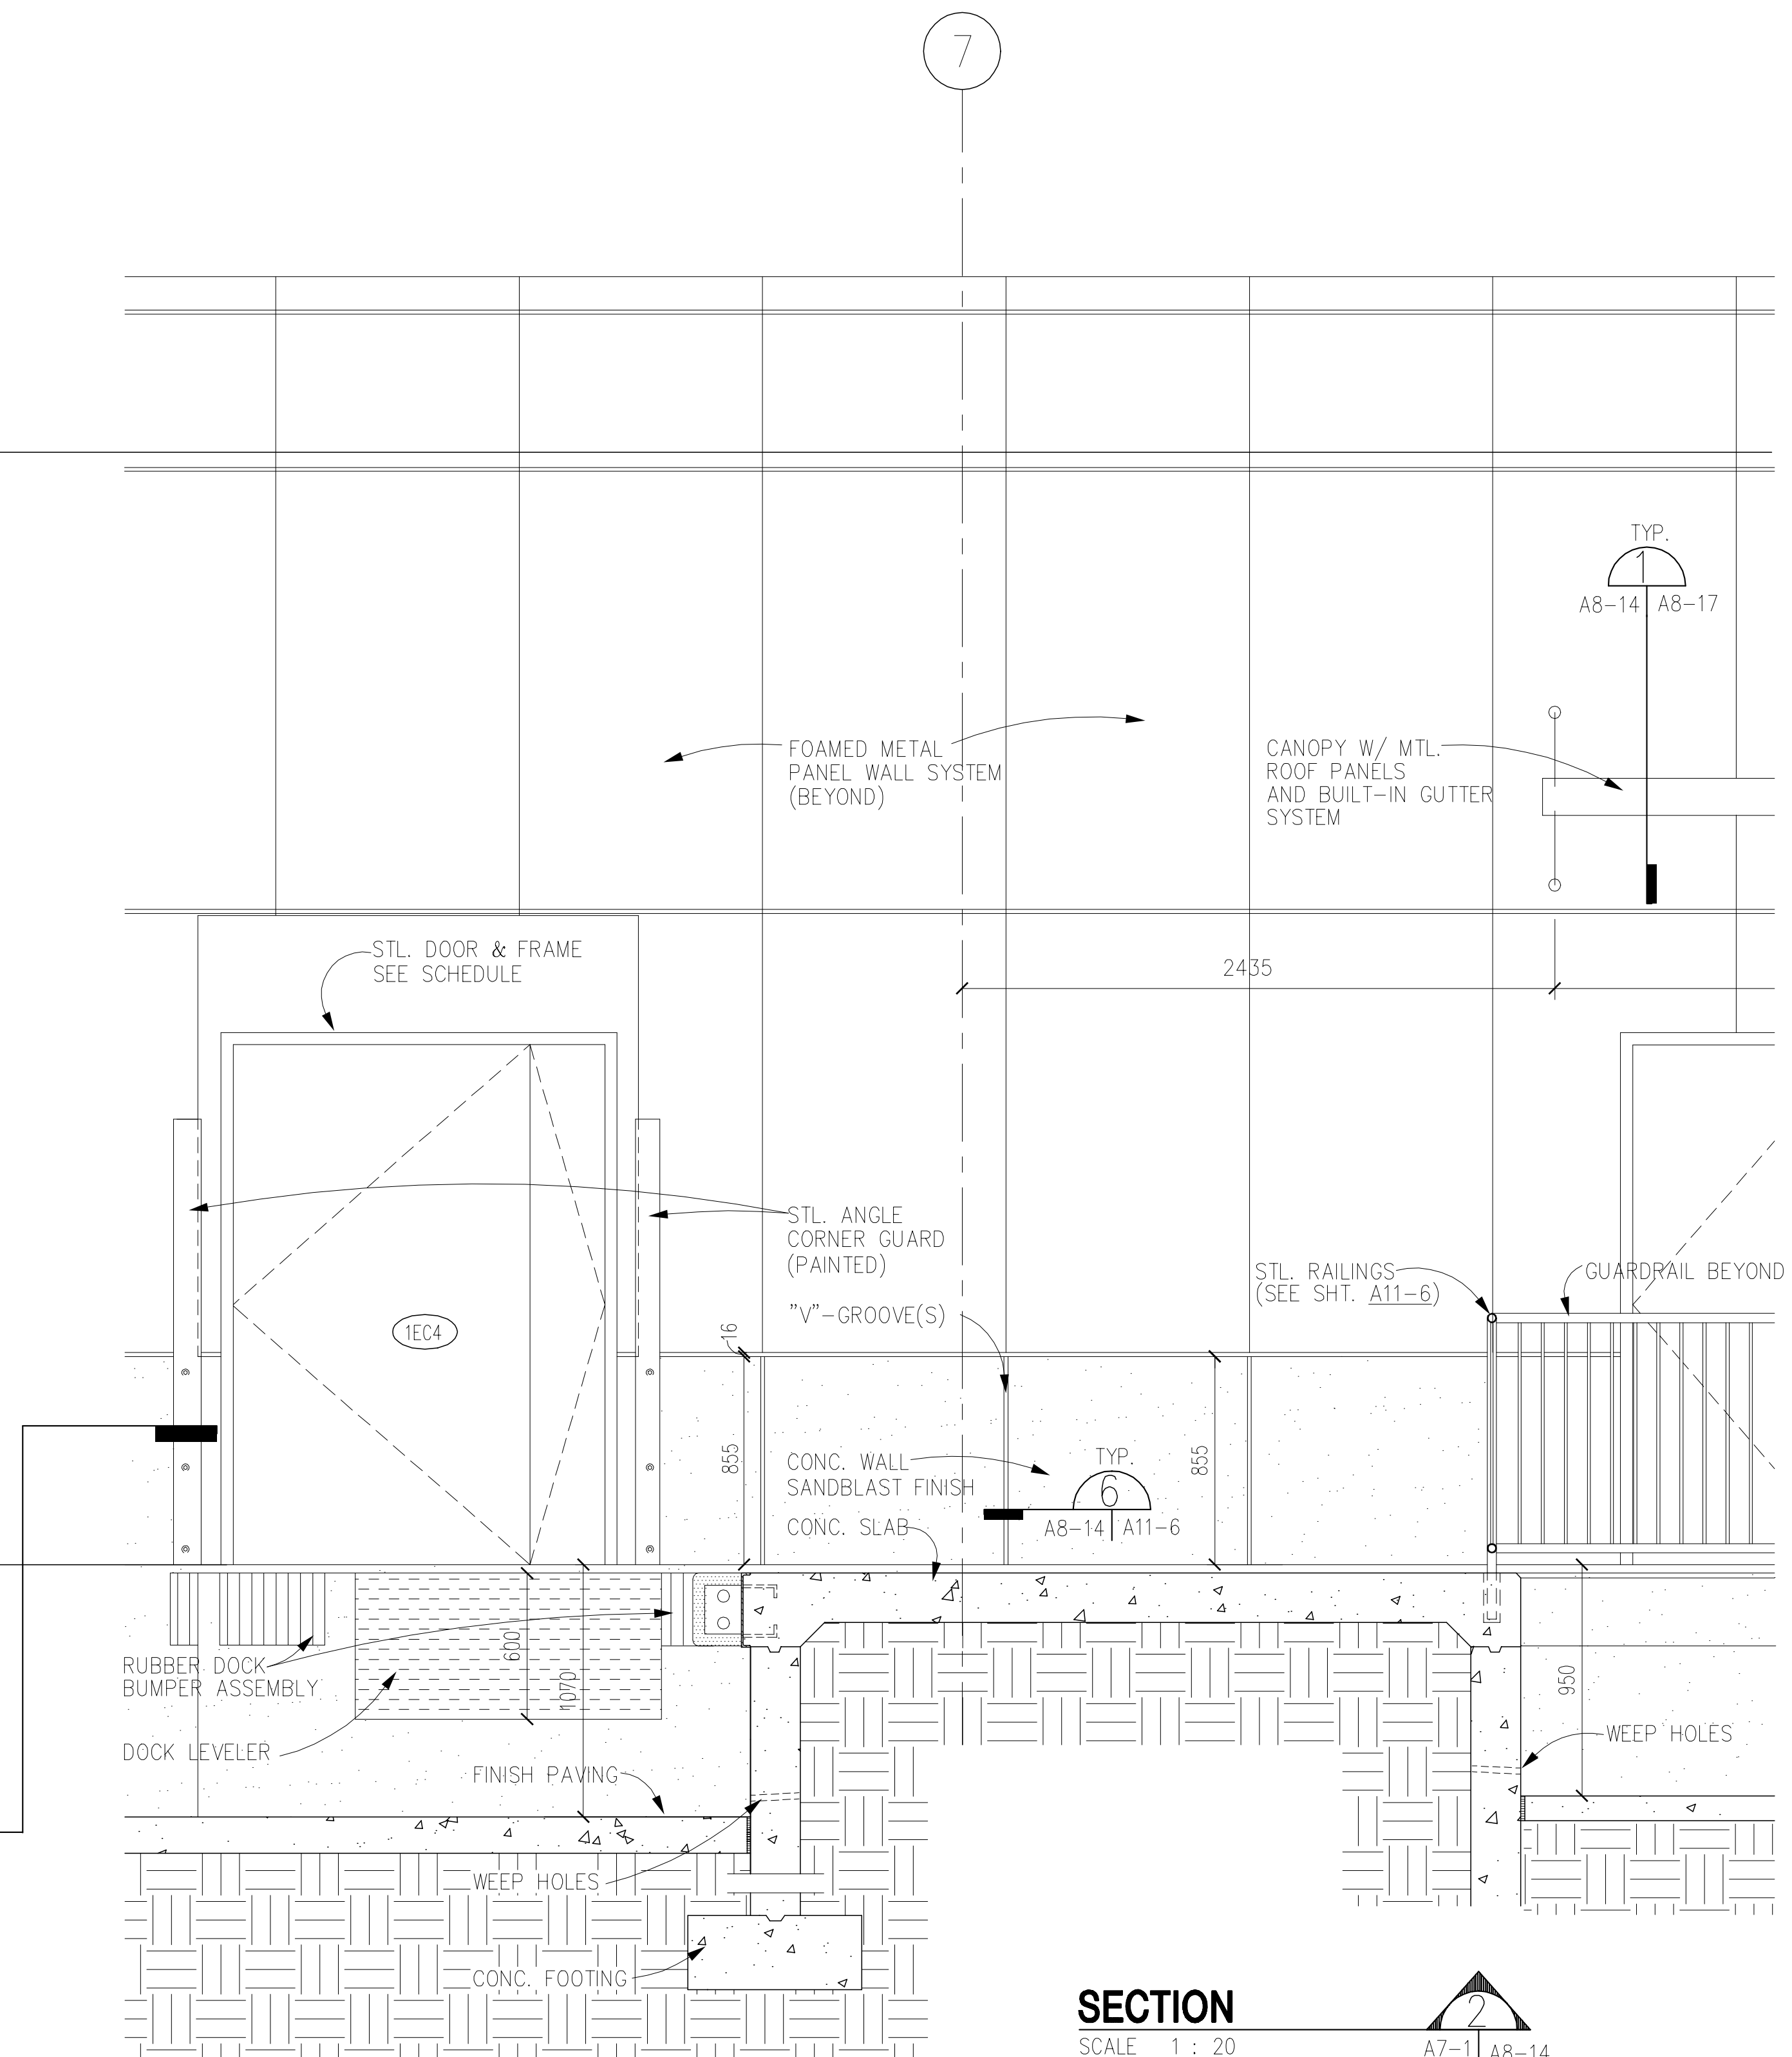 7
TYP.
1
A8-14 A8-17
FOAMED METAL
PANEL WALL SYSTEM
(BEYOND)
CANOPY W/ MTL.
ROOF PANELS
AND BUILT-IN GUTTER
SYSTEM
STL. DOOR & FRAME
SEE SCHEDULE
2435
STL. ANGLE
CORNER GUARD
(PAINTED)
STL. RAILINGS
(SEE SHT. A11-6)
GUARDRAIL BEYOND
"V"-GROOVE(S)
1EC4
16
855
CONC. WALL
SANDBLAST FINISH
TYP.
6
A8-14 A11-6
855
CONC. SLAB
RUBBER DOCK
BUMPER ASSEMBLY
600
1070
950
DOCK LEVELER
FINISH PAVING
WEEP HOLES
WEEP HOLES
CONC. FOOTING
SECTION
SCALE 1 : 20
2
A7-1 A8-14